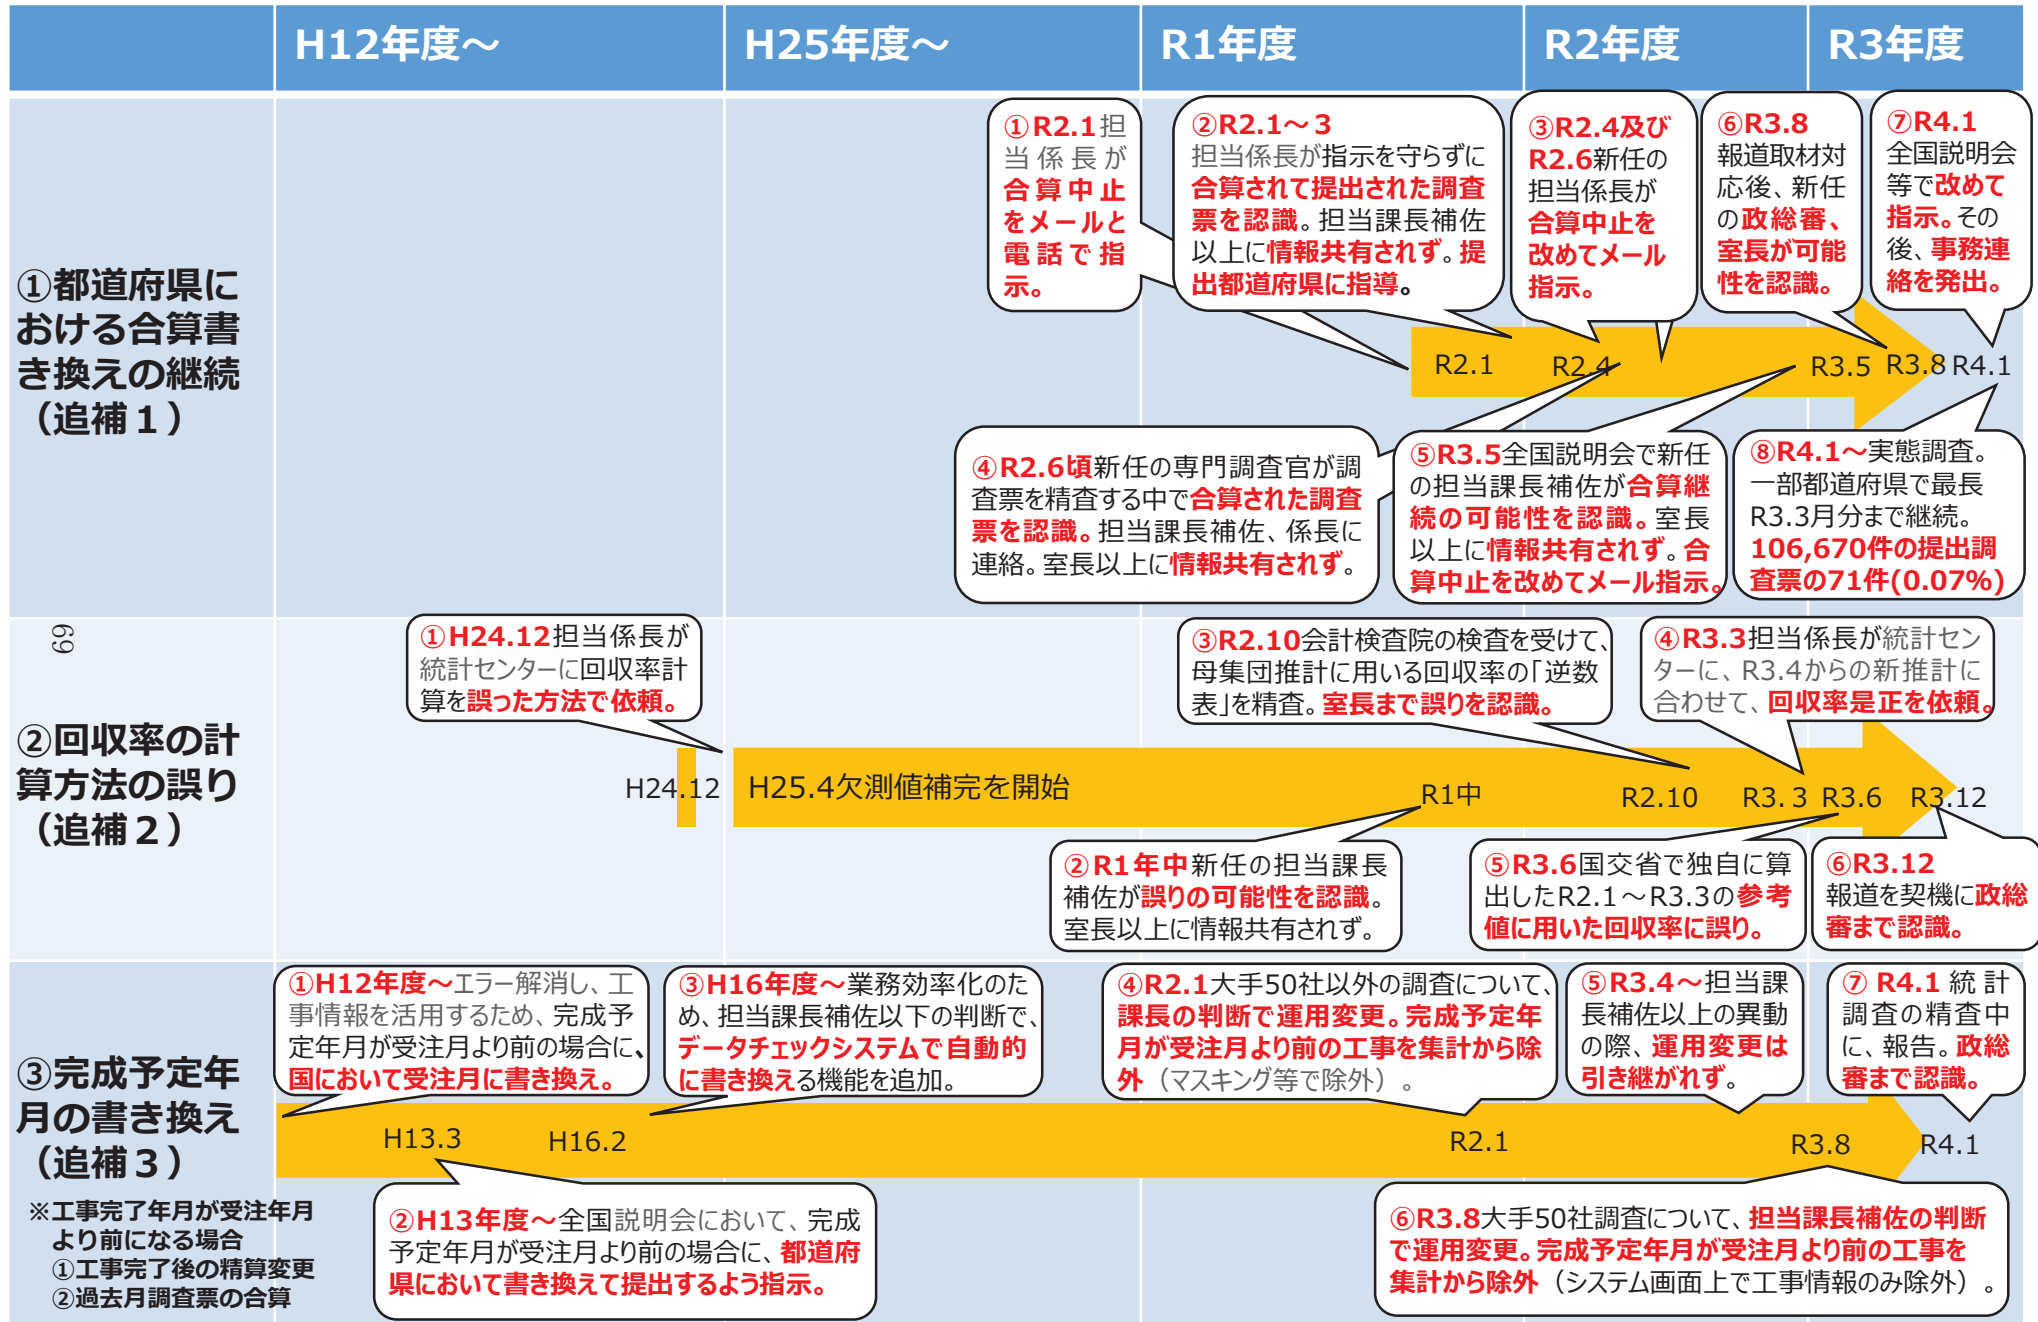 H12年度～
H25年度～
R1年度
R2年度
R3年度
①都道府県に
おける合算書
き換えの継続
（追補１）
①R2.1担
当係長が
合算中止
をメールと
電話で指
示。
②R2.1～３
担当係長が指示を守らずに
合算されて提出された調査
票を認識。担当課長補佐
以上に情報共有されず。提
出都道府県に指導。
③R2.4及び
R2.6新任の
担当係長が
合算中止を
改めてメール
指示。
⑥R3.8
報道取材対
応後、新任
の政総審、
室長が可能
性を認識。
⑦R4.1
全国説明会
等で改めて
指示。その
後、事務連
絡を発出。
R2.1
R2.4
R3.5
R3.8
R4.1
④R2.6頃新任の専門調査官が調
査票を精査する中で合算された調査
票を認識。担当課長補佐、係長に
連絡。室長以上に情報共有されず。
⑤R3.5全国説明会で新任
の担当課長補佐が合算継
続の可能性を認識。室長
以上に情報共有されず。合
算中止を改めてメール指示。
⑧R4.1～実態調査。
一部都道府県で最長
R3.3月分まで継続。
106,670件の提出調
査票の71件(0.07%)
69
②回収率の計
算方法の誤り
（追補２）
①H24.12担当係長が
統計センターに回収率計
算を誤った方法で依頼。
③R2.10会計検査院の検査を受けて、
母集団推計に用いる回収率の「逆数
表」を精査。室長まで誤りを認識。
④R3.3担当係長が統計セン
ターに、R3.4からの新推計に
合わせて、回収率是正を依頼。
H24.12
H25.4欠測値補完を開始
R1中
R2.10
R3. 3
R3.6
R3.12
②R1年中新任の担当課長
補佐が誤りの可能性を認識。
室長以上に情報共有されず。
⑤R3.6国交省で独自に算
出したR2.1～R3.3の参考
値に用いた回収率に誤り。
⑥R3.12
報道を契機に政総
審まで認識。
③完成予定年
月の書き換え
（追補３）
※工事完了年月が受注年月
より前になる場合
①工事完了後の精算変更
②過去月調査票の合算
①H12年度～エラー解消し、工
事情報を活用するため、完成予
定年月が受注月より前の場合に、
国において受注月に書き換え。
③H16年度～業務効率化のた
め、担当課長補佐以下の判断で、
データチェックシステムで自動的
に書き換える機能を追加。
④R2.1大手50社以外の調査について、
課長の判断で運用変更。完成予定年
月が受注月より前の工事を集計から除
外（マスキング等で除外）。
⑤R3.4～担当課
長補佐以上の異動
の際、運用変更は
引き継がれず。
⑦ R4.1 統計
調査の精査中
に、報告。政総
審まで認識。
H13.3
H16.2
R2.1
R3.8
R4.1
②H13年度～全国説明会において、完成
予定年月が受注月より前の場合に、都道府
県において書き換えて提出するよう指示。
⑥R3.8大手50社調査について、担当課長補佐の判断
で運用変更。完成予定年月が受注月より前の工事を
集計から除外（システム画面上で工事情報のみ除外）。